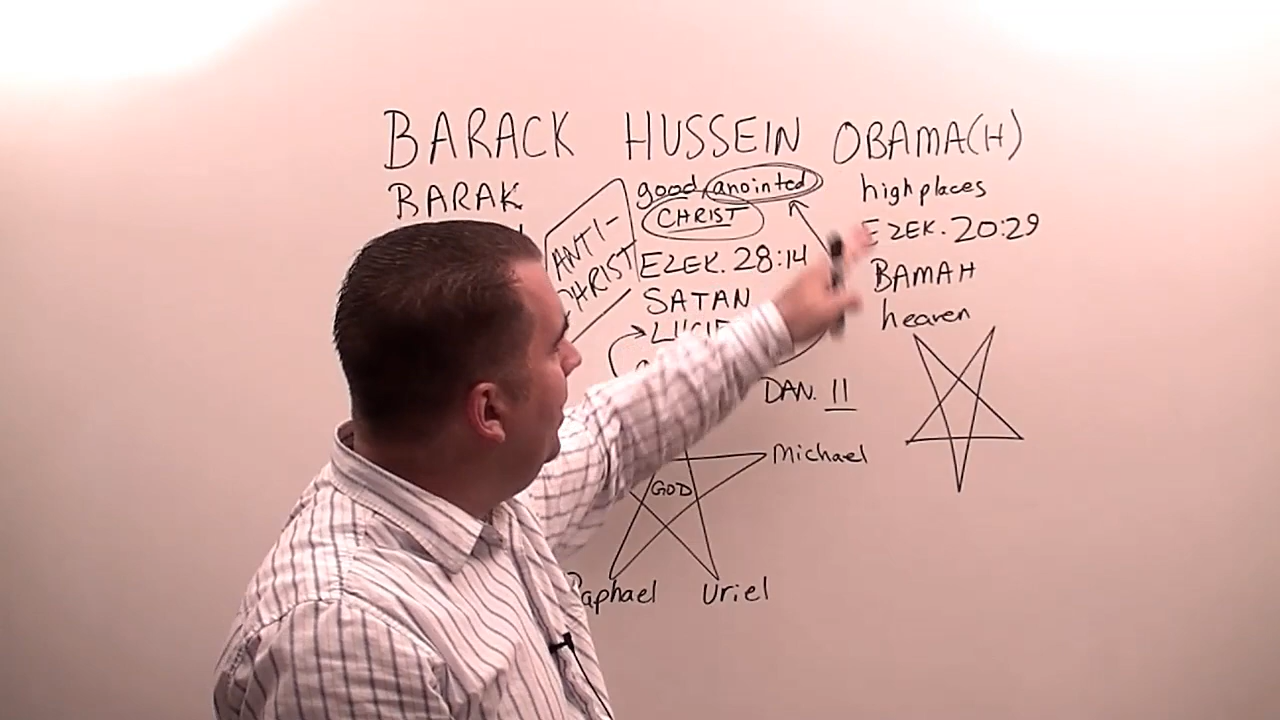 BARACK HUSSEIN OBAMA(H)
BARAK
good, anointed
CHRIST
ANTI-
CHRIST
EZEK. 28:14
SATAN
high places
EZEK. 20:29
BAMAH
heaven
DAN. 11
Michael
GOD
Raphael
Uriel